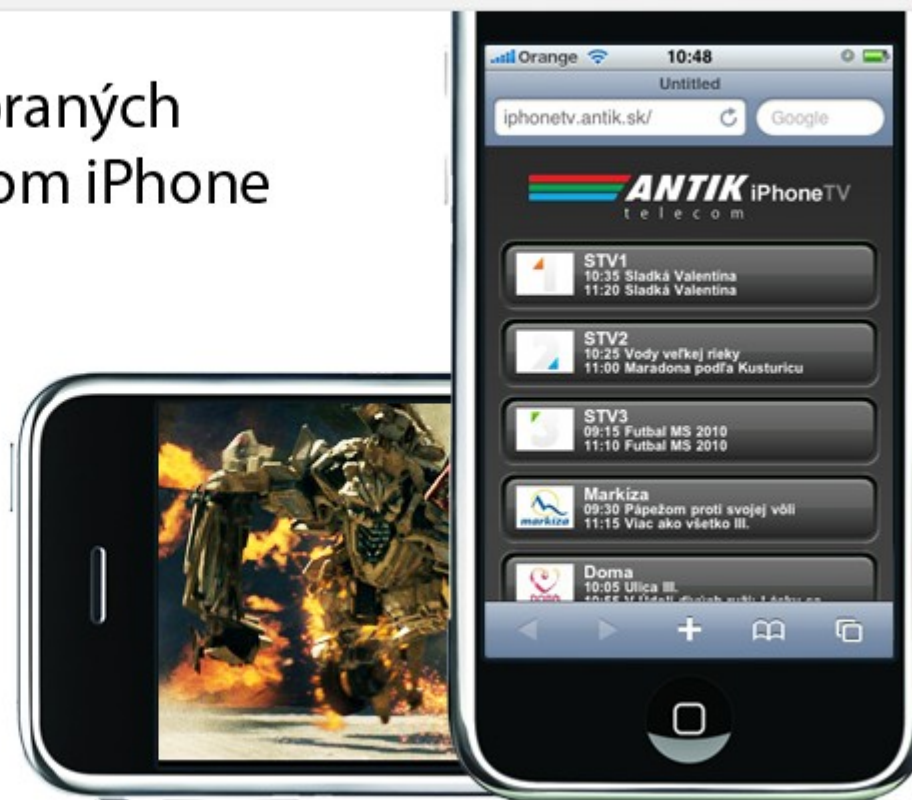 raných
om iPhone
Orange 10:48
Untitled
iphonetv.antik.sk/ Google
ANTIK iPhoneTV
telecom
STV1
10:35 Sladká Valentína
11:20 Sladká Valentína
STV2
10:25 Vody veľkej rieky
11:00 Maradona podľa Kusturicu
STV3
09:15 Futbal MS 2010
11:10 Futbal MS 2010
Markíza
09:30 Pápežom proti svojej vôli
11:15 Viac ako všetko III.
markíza
Doma
10:05 Ulica III.